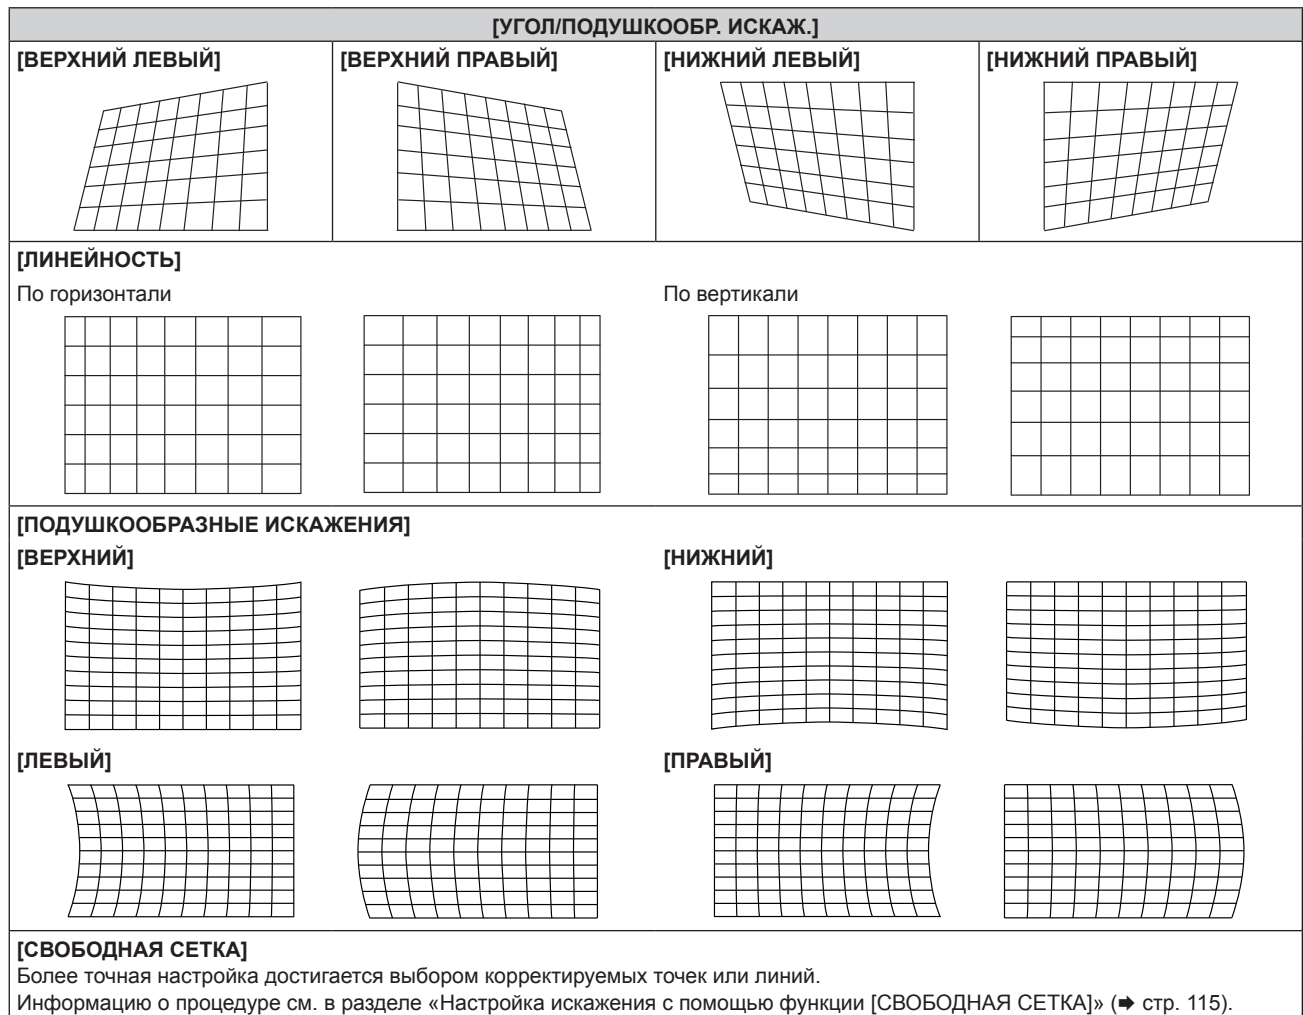 [УГОЛ/ПОДУШКООБР. ИСКАЖ.]
[ВЕРХНИЙ ЛЕВЫЙ]
[ВЕРХНИЙ ПРАВЫЙ]
[НИЖНИЙ ЛЕВЫЙ]
[НИЖНИЙ ПРАВЫЙ]
[ЛИНЕЙНОСТЬ]
По горизонтали
По вертикали
[ПОДУШКООБРАЗНЫЕ ИСКАЖЕНИЯ]
[ВЕРХНИЙ]
[НИЖНИЙ]
[ЛЕВЫЙ]
[ПРАВЫЙ]
[СВОБОДНАЯ СЕТКА]
Более точная настройка достигается выбором корректируемых точек или линий.
Информацию о процедуре см. в разделе «Настройка искажения с помощью функции [СВОБОДНАЯ СЕТКА]» (➡ стр. 115).